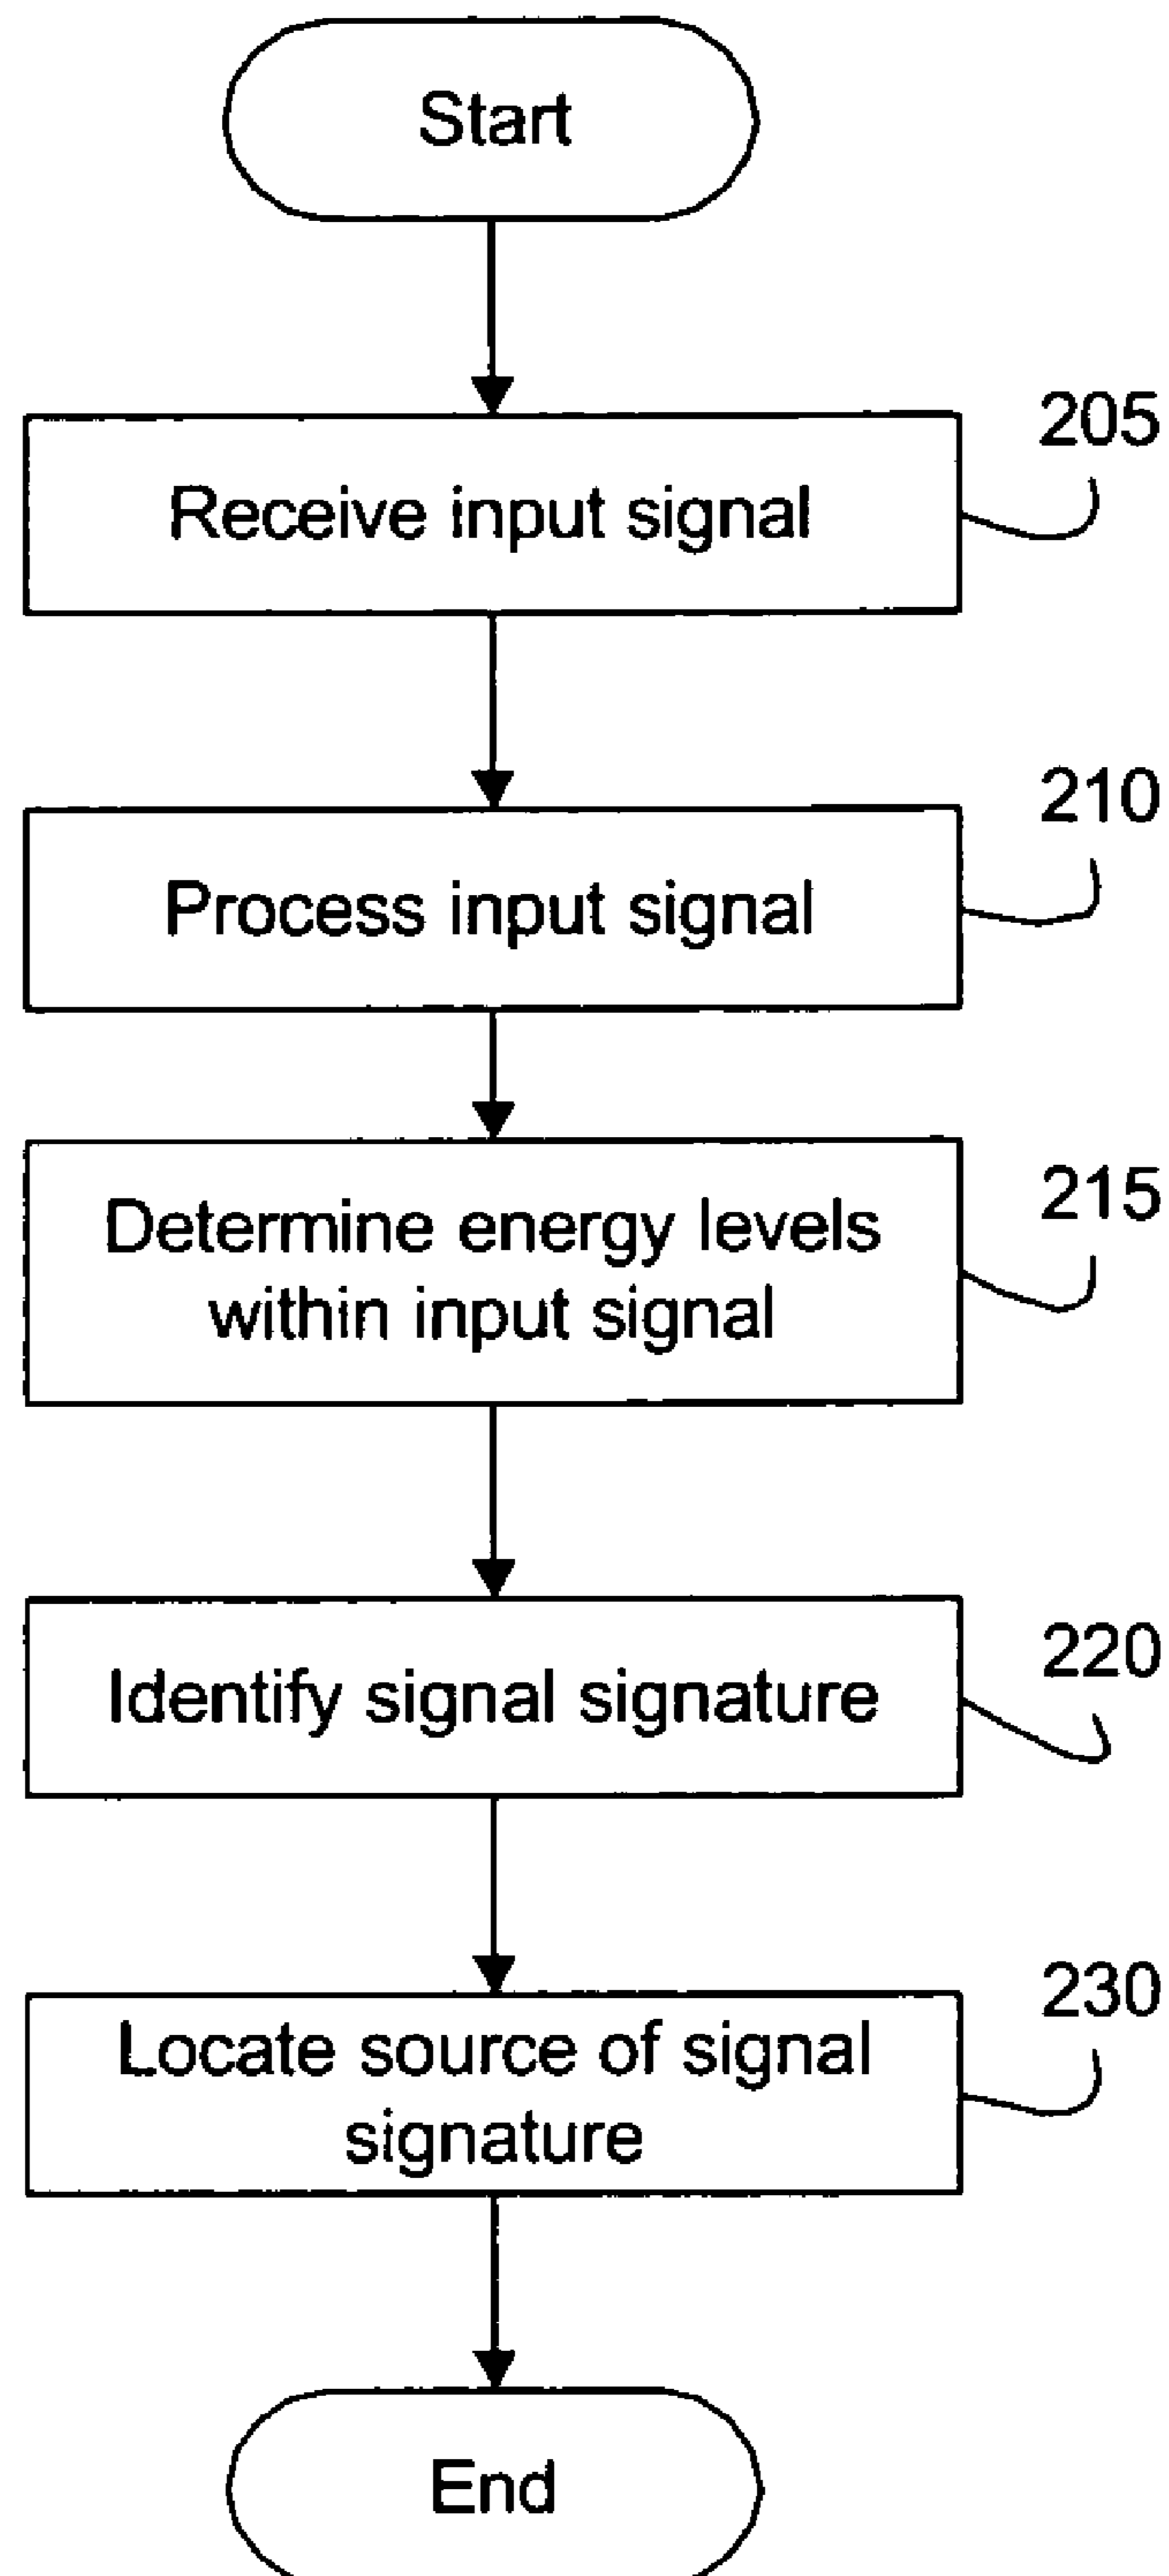 Start
205
Receive input signal
210
Process input signal
215
Determine energy levels
within input signal
220
Identify signal signature
230
Locate source of signal
signature
End